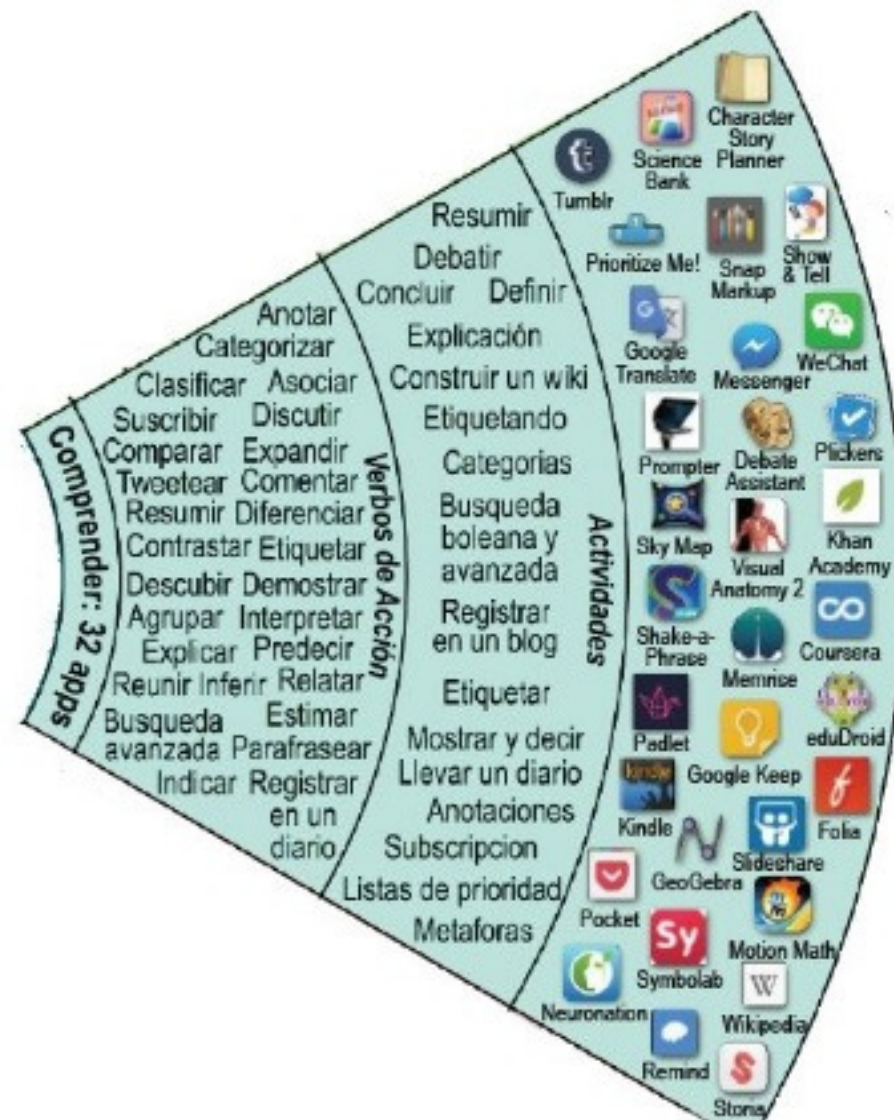 Comprender: 32 apps
Anotar
Categorizar
Clasificar Asociar
Suscribir Discutir
Comparar Expandir
Tweetear Comentar
Resumir Diferenciar
Contrastar Etiquetar
Descubir Demostrar
Agrupar Interpretar
Explicar Predecir
Reunir Inferir Relatar
Busqueda Estimar
avanzada Parafrasear
Indicar Registrar
en un
diario
Verbos de Acción
Resumir
Debatir
Concluir Definir
Explicación
Construir un wiki
Etiquetando
Categorias
Busqueda
boleana y
avanzada
Registrar
en un blog
Etiquetar
Mostrar y decir
Llevar un diario
Anotaciones
Subscripcion
Listas de prioridad
Metaforas
Actividades
Character
Story
Planner
Science
Bank
Tumblr
Prioritize Me!
Snap
Markup
Show
& Tell
Google
Translate
Messenger
WeChat
Prompter
Debate
Assistant
Plickers
Sky Map
Visual
Anatomy 2
Khan
Academy
Shake-a-
Phrase
Memrise
Coursera
Padlet
Google Keep
eduDroid
kindle
Kindle
GeoGebra
Slideshare
Folia
Pocket
Sy
Symbolab
Motion Math
Neuronation
W
Wikipedia
Remind
S
Storia